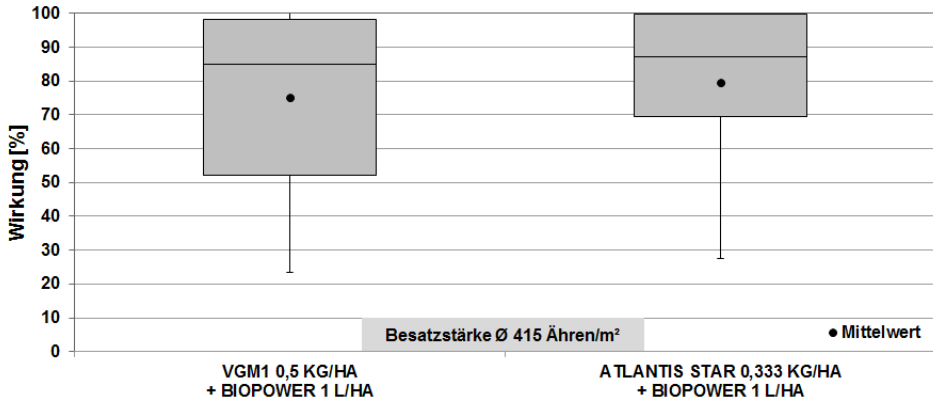 Wirkung [%]
100
90
80
70
60
50
40
30
20
10
0
Besatzstärke Ø 415 Ähren/m²
Mittelwert
VGM1 0,5 KG/HA
+ BIOPOWER 1 L/HA
ATLANTIS STAR 0,333 KG/HA
+ BIOPOWER 1 L/HA